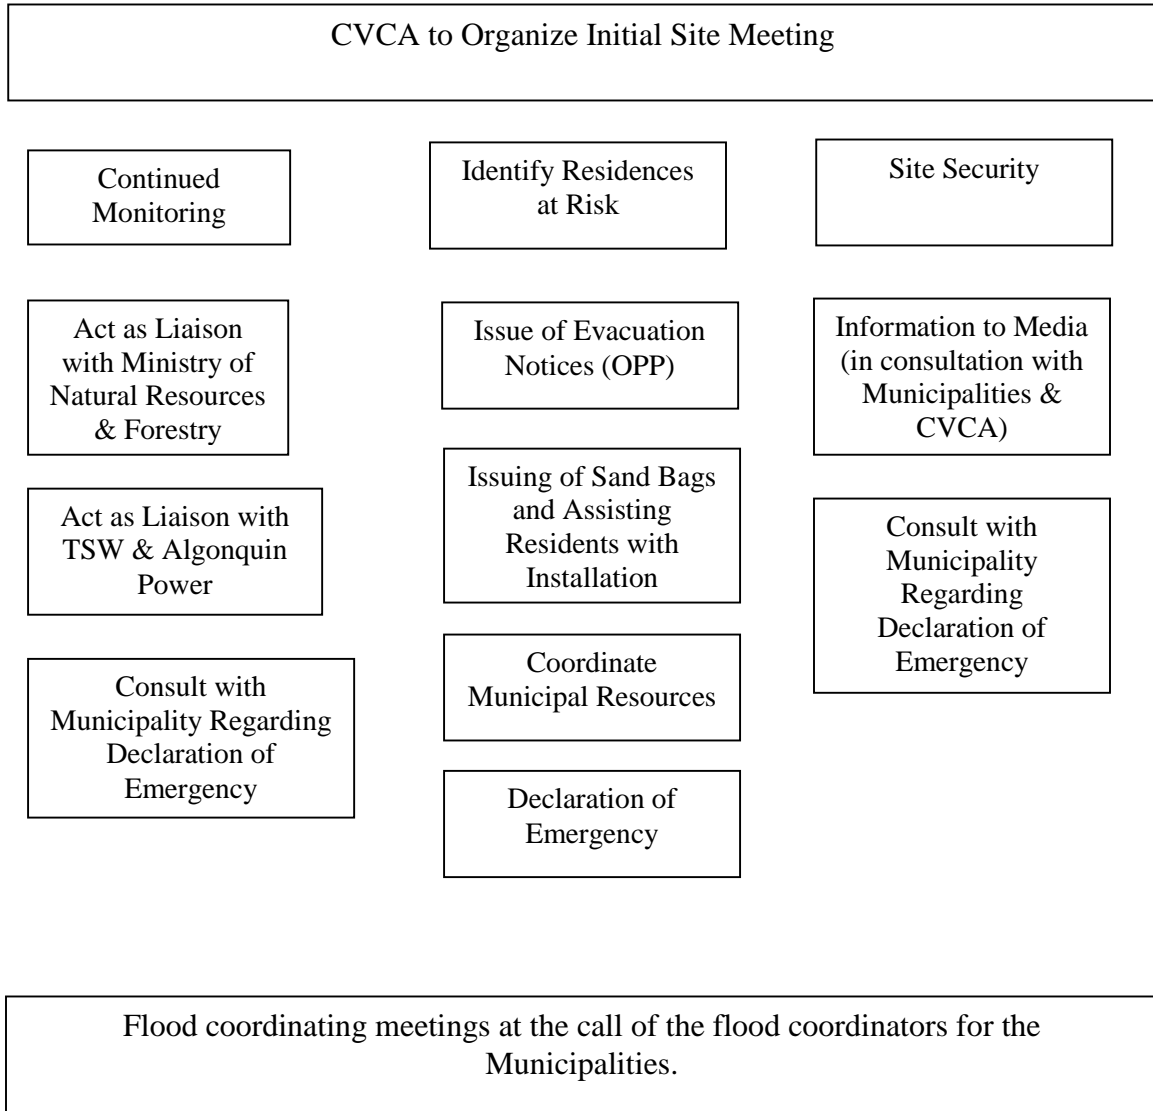 CVCA to Organize Initial Site Meeting
Continued
Monitoring
Identify Residences
at Risk
Site Security
Act as Liaison
with Ministry of
Natural Resources
& Forestry
Issue of Evacuation
Notices (OPP)
Information to Media
(in consultation with
Municipalities &
CVCA)
Act as Liaison with
TSW & Algonquin
Power
Issuing of Sand Bags
and Assisting
Residents with
Installation
Consult with
Municipality
Regarding
Declaration of
Emergency
Consult with
Municipality Regarding
Declaration of
Emergency
Coordinate
Municipal Resources
Declaration of
Emergency
Flood coordinating meetings at the call of the flood coordinators for the
Municipalities.